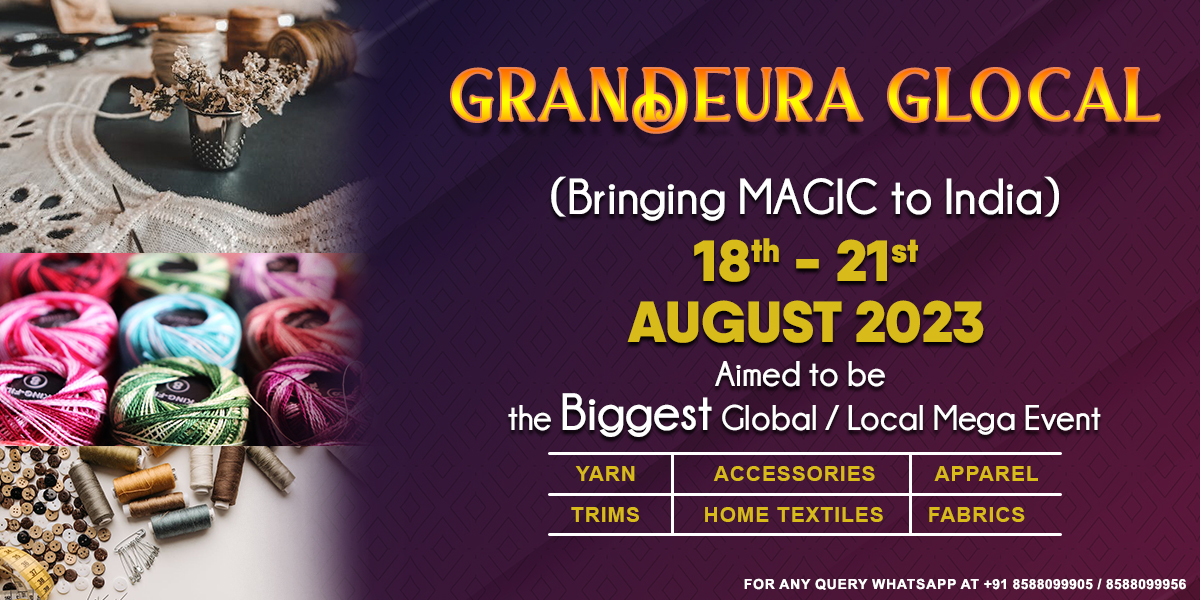 GRANDEURA GLOCAL
(Bringing MAGIC to India)
18th - 21st
AUGUST 2023
Aimed to be
the Biggest Global / Local Mega Event
YARN ACCESSORIES APPAREL
TRIMS HOME TEXTILES FABRICS
FOR ANY QUERY WHATSAPP AT +91 8588099905 / 8588099956